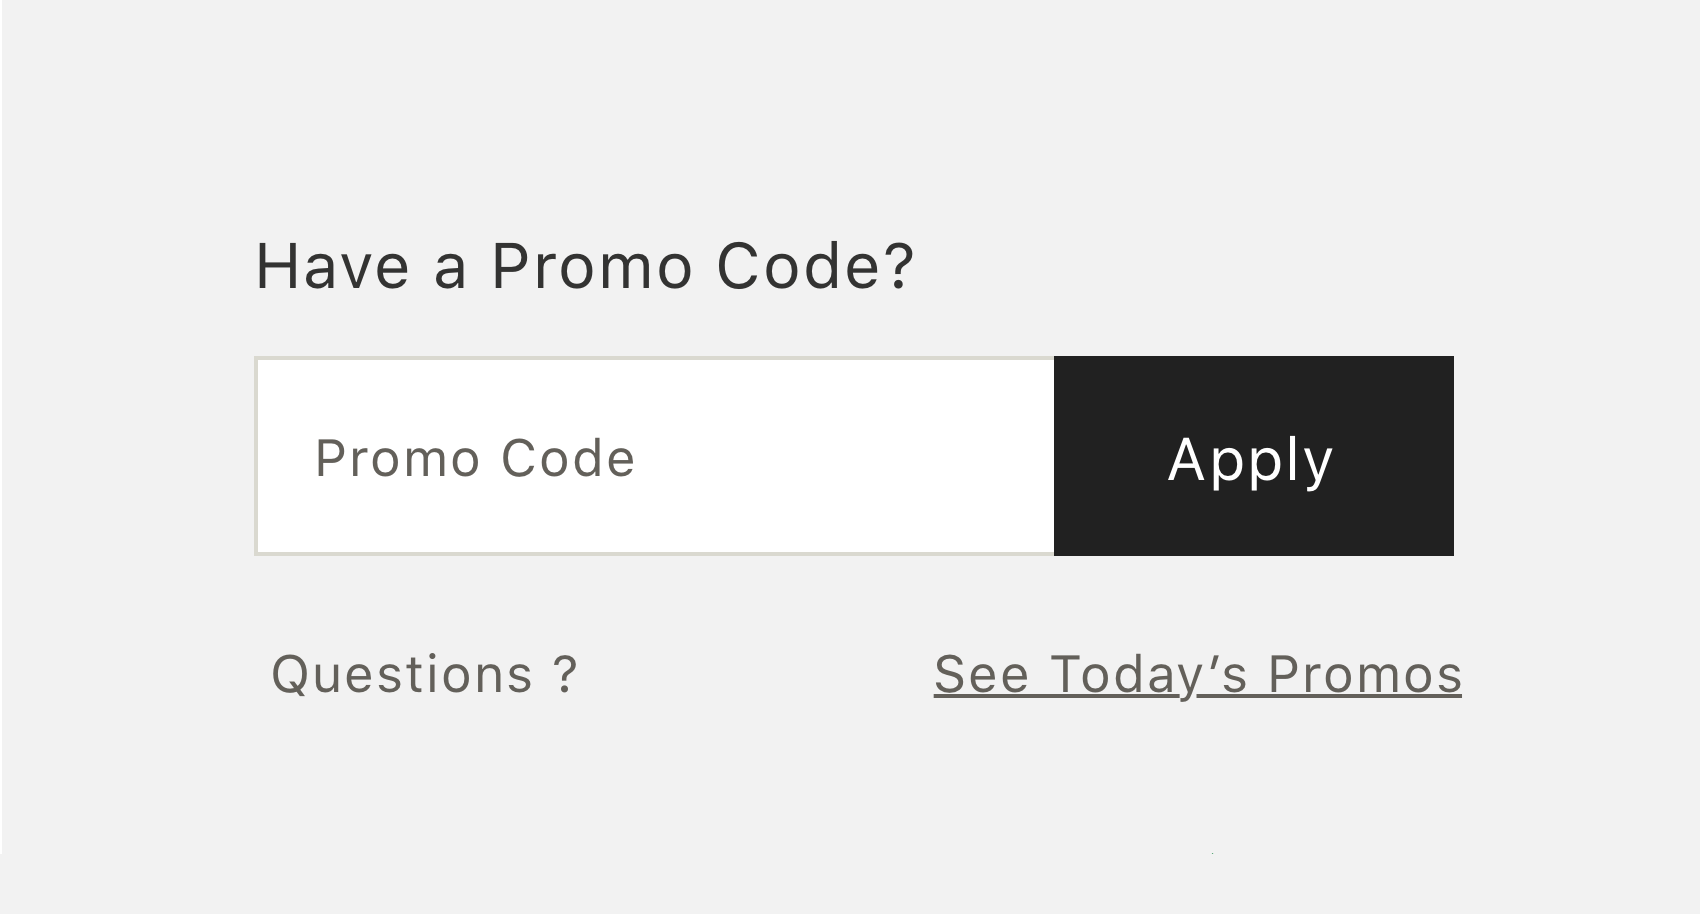 Have a Promo Code?
Promo Code
Apply
Questions ?
See Today’s Promos